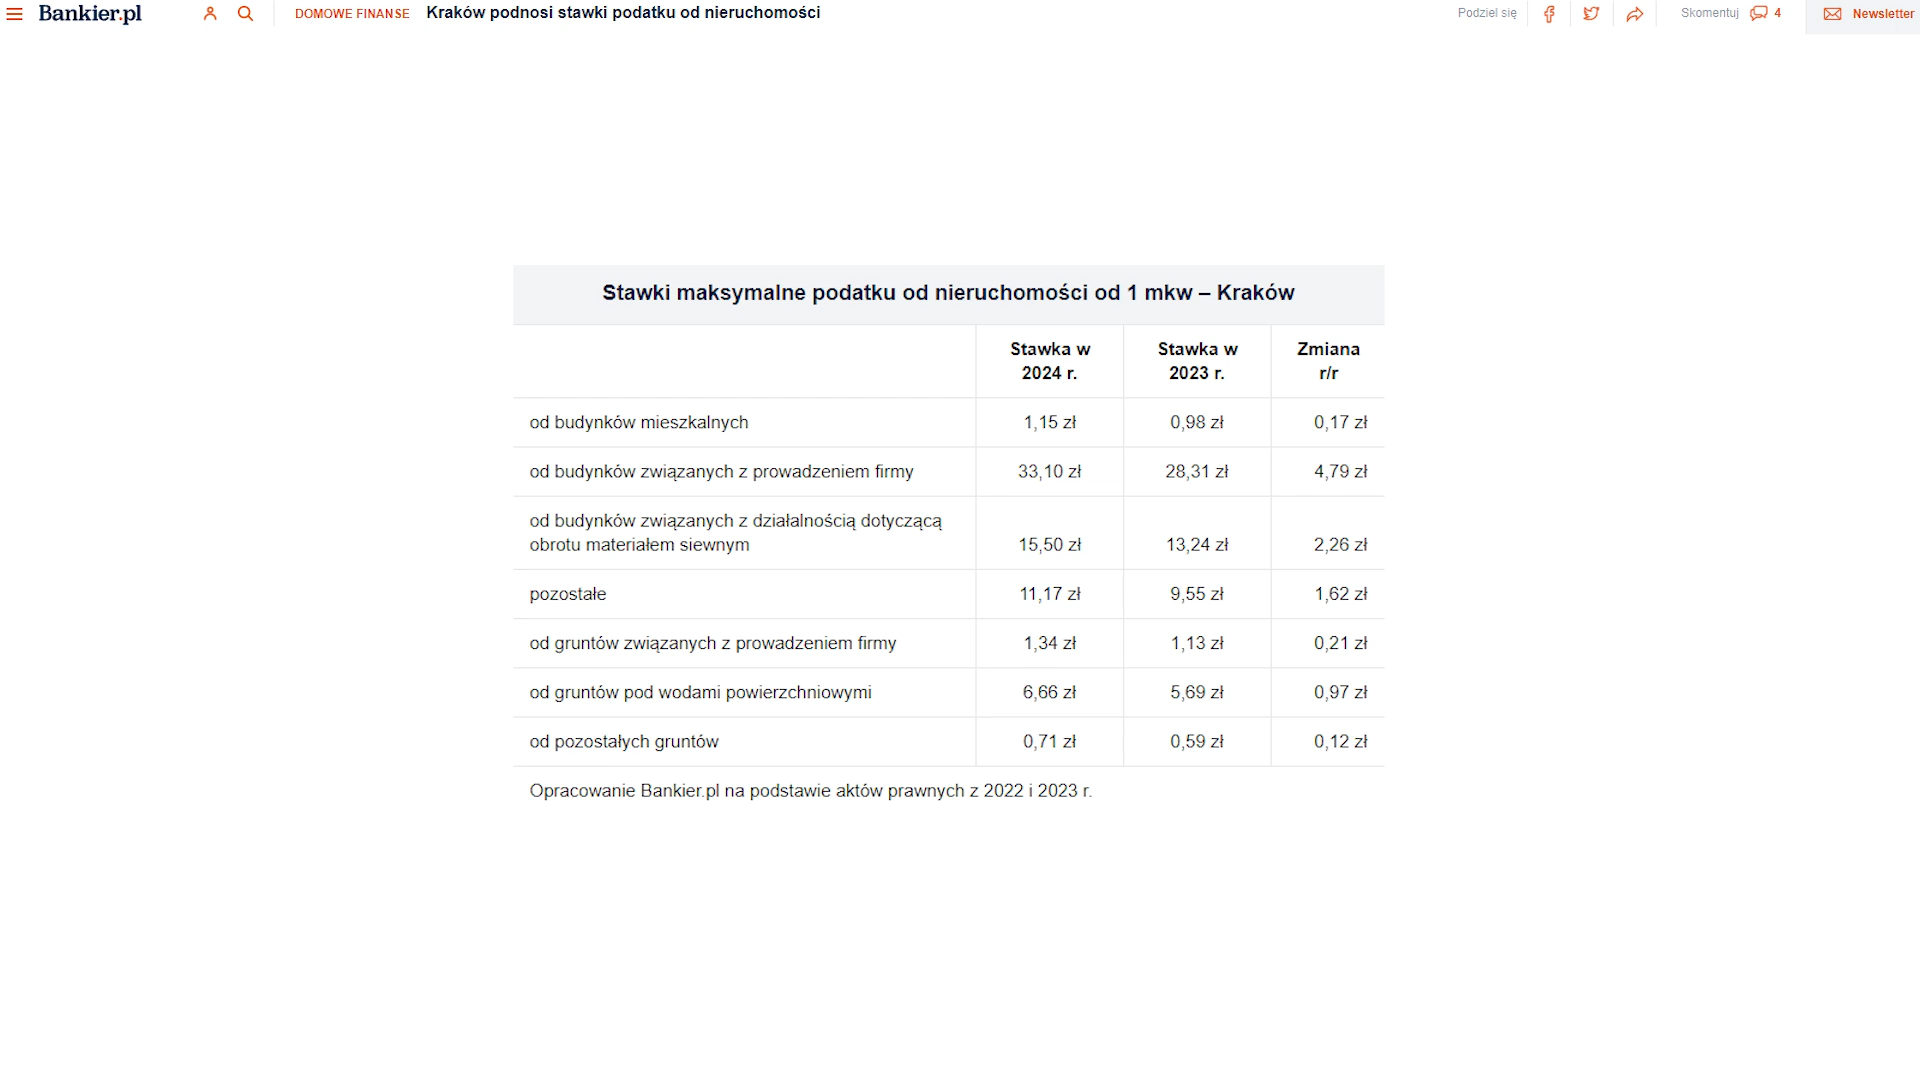 Bankier.pl
DOMOWE FINANSE
Kraków podnosi stawki podatku od nieruchomości
Podziel się
Skomentuj 4
Newsletter
Stawki maksymalne podatku od nieruchomości od 1 mkw – Kraków
Stawka w
2024 r.
Stawka w
2023 r.
Zmiana
r/r
od budynków mieszkalnych 1,15 zł 0,98 zł 0,17 zł
od budynków związanych z prowadzeniem firmy 33,10 zł 28,31 zł 4,79 zł
od budynków związanych z działalnością dotyczącą
obrotu materiałem siewnym 15,50 zł 13,24 zł 2,26 zł
pozostałe 11,17 zł 9,55 zł 1,62 zł
od gruntów związanych z prowadzeniem firmy 1,34 zł 1,13 zł 0,21 zł
od gruntów pod wodami powierzchniowymi 6,66 zł 5,69 zł 0,97 zł
od pozostałych gruntów 0,71 zł 0,59 zł 0,12 zł
Opracowanie Bankier.pl na podstawie aktów prawnych z 2022 i 2023 r.